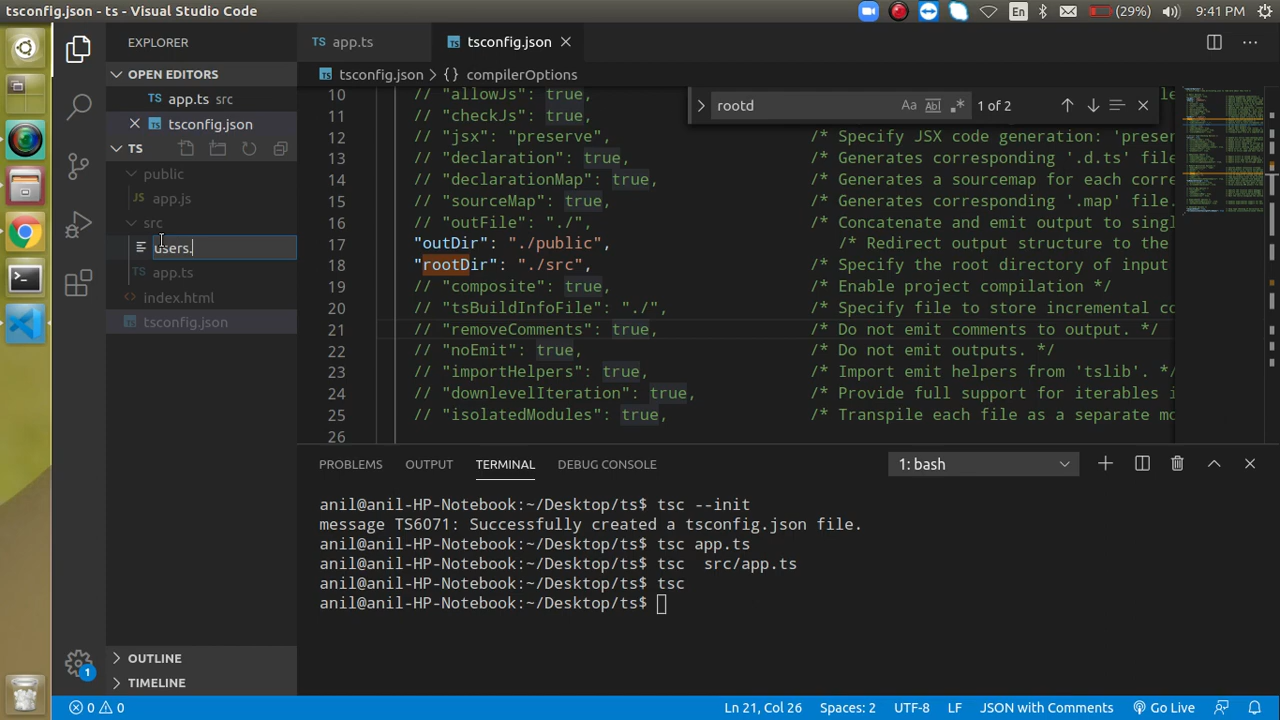 tsconfig.json - ts - Visual Studio Code
En
(29%)
9:41 PM
EXPLORER
OPEN EDITORS
TS app.ts src
tsconfig.json
TS
public
JS app.js
src
users.
TS app.ts
<> index.html
tsconfig.json
OUTLINE
TIMELINE
1
TS app.ts
TS tsconfig.json
TS tsconfig.json {} compilerOptions
rootd
Aa Abl .* 1 of 2
10 // "allowJs": true,
11 // "checkJs": true,
12 // "jsx": "preserve", /* Specify JSX code generation: 'preser
13 // "declaration": true, /* Generates corresponding '.d.ts' file
14 // "declarationMap": true, /* Generates a sourcemap for each corre
15 // "sourceMap": true, /* Generates corresponding '.map' file.
16 // "outFile": "./", /* Concatenate and emit output to singl
17 "outDir": "./public", /* Redirect output structure to the
18 "rootDir": "./src", /* Specify the root directory of input
19 // "composite": true, /* Enable project compilation */
20 // "tsBuildInfoFile": "./", /* Specify file to store incremental co
21 // "removeComments": true, /* Do not emit comments to output. */
22 // "noEmit": true, /* Do not emit outputs. */
23 // "importHelpers": true, /* Import emit helpers from 'tslib'. */
24 // "downlevelIteration": true, /* Provide full support for iterables i
25 // "isolatedModules": true, /* Transpile each file as a separate mo
26
PROBLEMS OUTPUT TERMINAL DEBUG CONSOLE
1: bash
anil@anil-HP-Notebook:~/Desktop/ts$ tsc --init
message TS6071: Successfully created a tsconfig.json file.
anil@anil-HP-Notebook:~/Desktop/ts$ tsc app.ts
anil@anil-HP-Notebook:~/Desktop/ts$ tsc  src/app.ts
anil@anil-HP-Notebook:~/Desktop/ts$ tsc
anil@anil-HP-Notebook:~/Desktop/ts$
0 0
Ln 21, Col 26 Spaces: 2 UTF-8 LF JSON with Comments Go Live